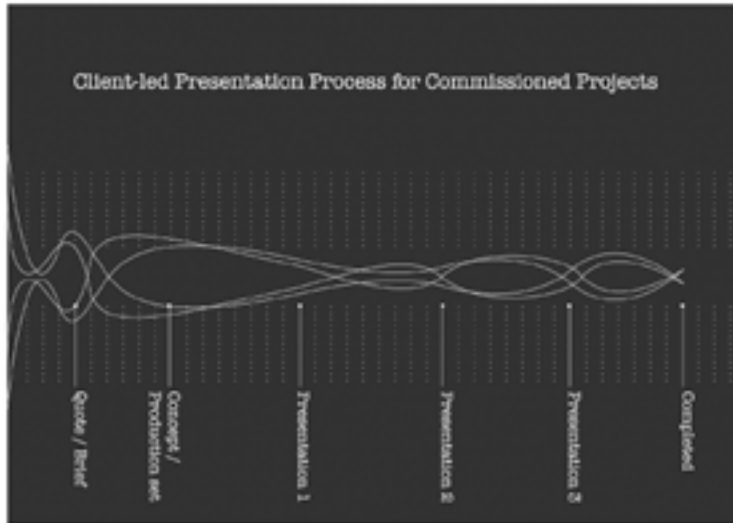 Client-led Presentation Process for Commissioned Projects
Quote / Brief
Concept /
Production set
Presentation 1
Presentation 2
Presentation 3
Completed